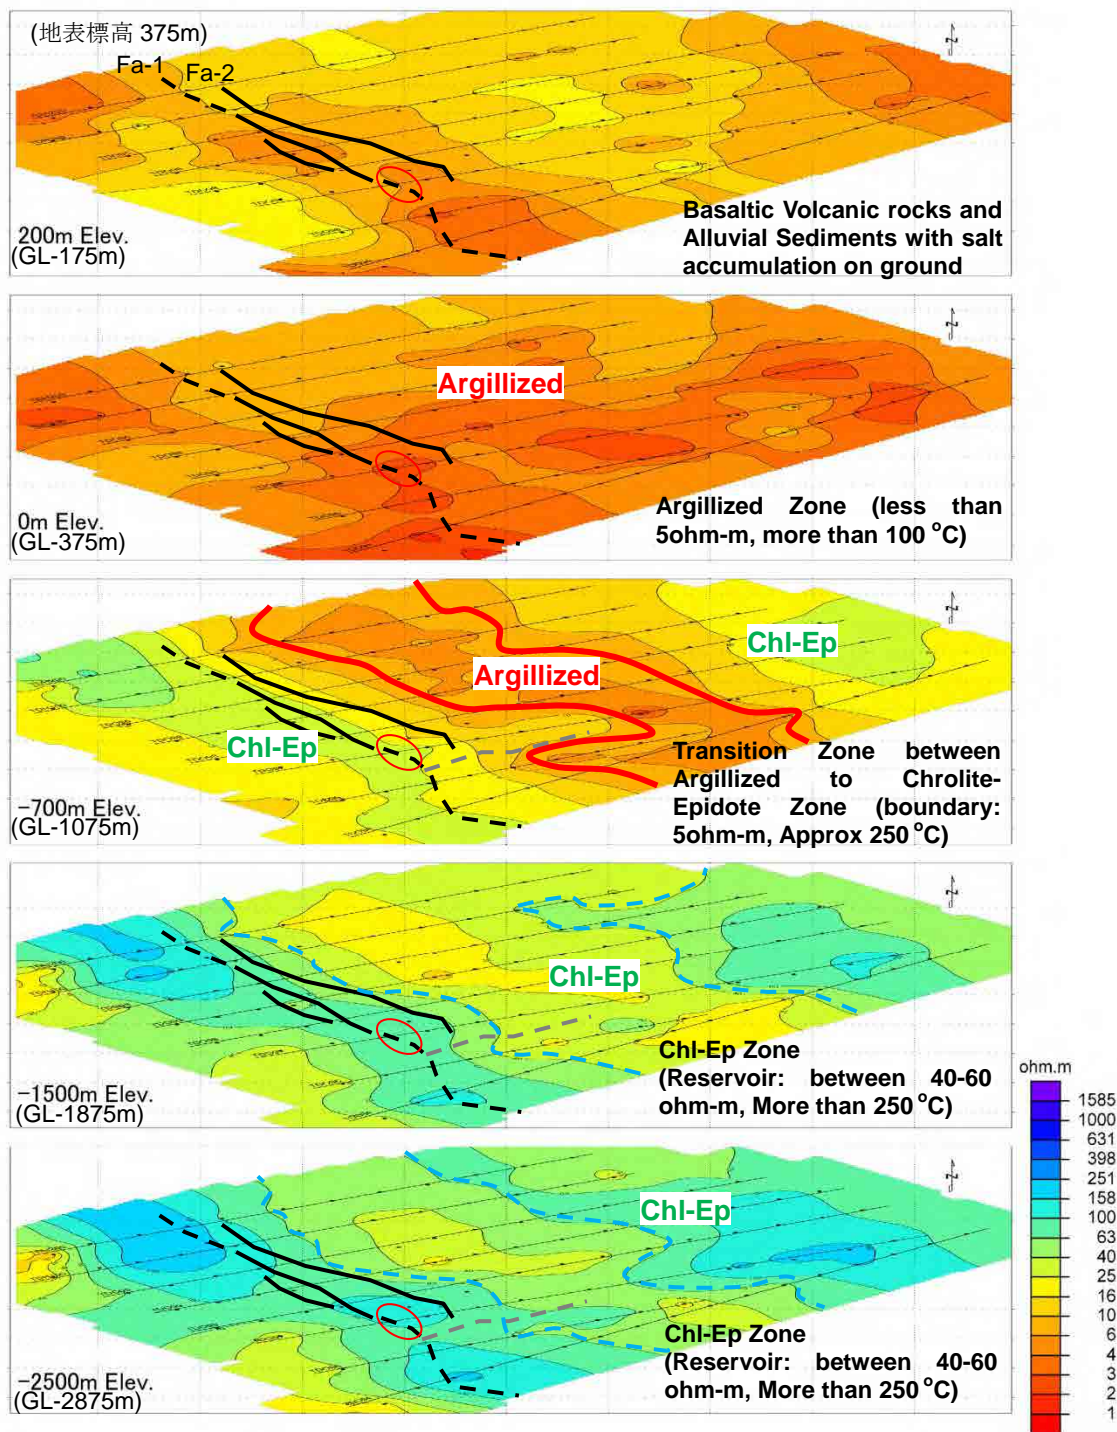 (地表標高 375m)
Fa-1
Fa-2
200m Elev.
(GL-175m)
Basaltic Volcanic rocks and
Alluvial Sediments with salt
accumulation on ground
Argillized
0m Elev.
(GL-375m)
Argillized Zone (less than
5ohm-m, more than 100 °C)
Chl-Ep
Argillized
Chl-Ep
-700m Elev.
(GL-1075m)
Transition Zone between
Argillized to Chrolite-
Epidote Zone (boundary:
5ohm-m, Approx 250 °C)
Chl-Ep
-1500m Elev.
(GL-1875m)
Chl-Ep Zone
(Reservoir: between 40-60
ohm-m, More than 250 °C)
Chl-Ep
-2500m Elev.
(GL-2875m)
Chl-Ep Zone
(Reservoir: between 40-60
ohm-m, More than 250 °C)
ohm.m
1585
1000
631
398
251
158
100
63
40
25
16
10
6
4
3
2
1